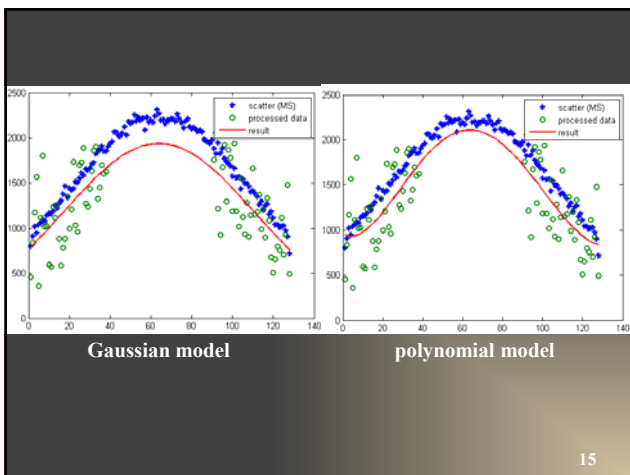 2500
2000
1500
1000
500
0
0 20 40 60 80 100 120 140
scatter (MS)
processed data
result
Gaussian model
2500
2000
1500
1000
500
0
0 20 40 60 80 100 120 140
scatter (MS)
processed data
result
polynomial model
15